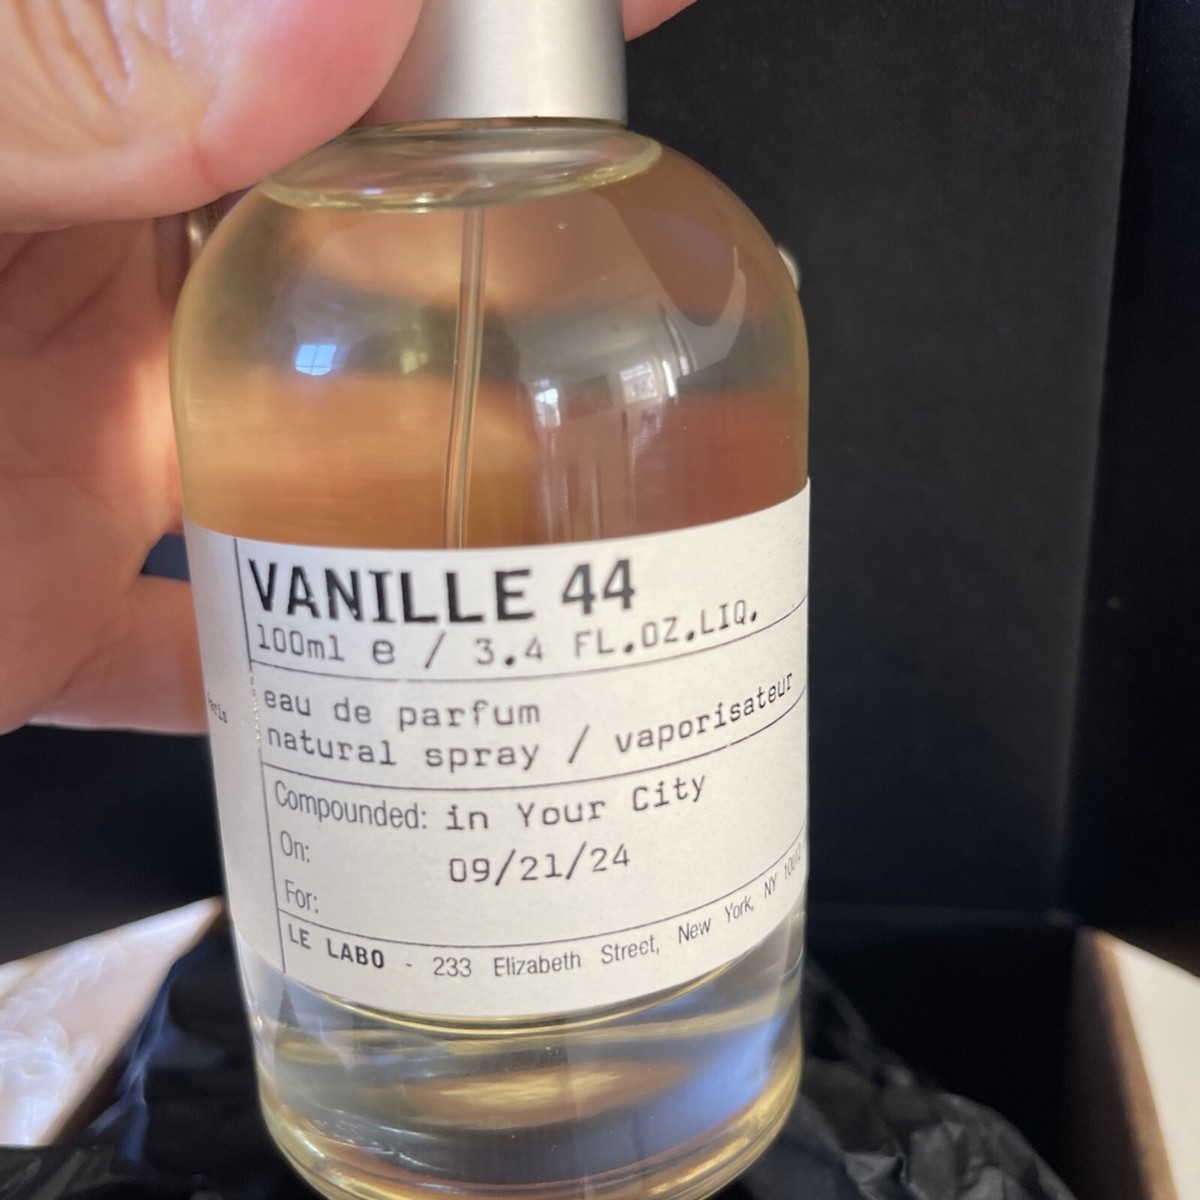 VANILLE 44
100ml e / 3.4 FL.OZ.LIQ.
eau de parfum
natural spray / vaporisateur
Compounded: in Your City
On: 09/21/24
For:
LE LABO - 233 Elizabeth Street, New York, NY